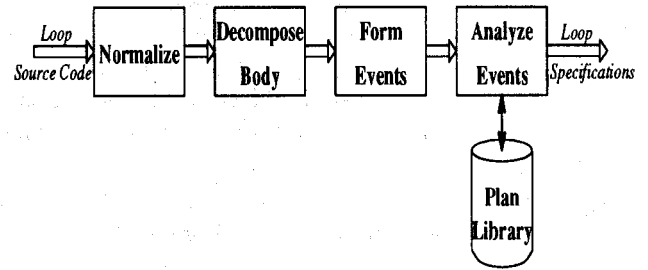 Loop
Source Code
Normalize
Decompose
Body
Form
Events
Analyze
Events
Loop
Specifications
Plan
Library